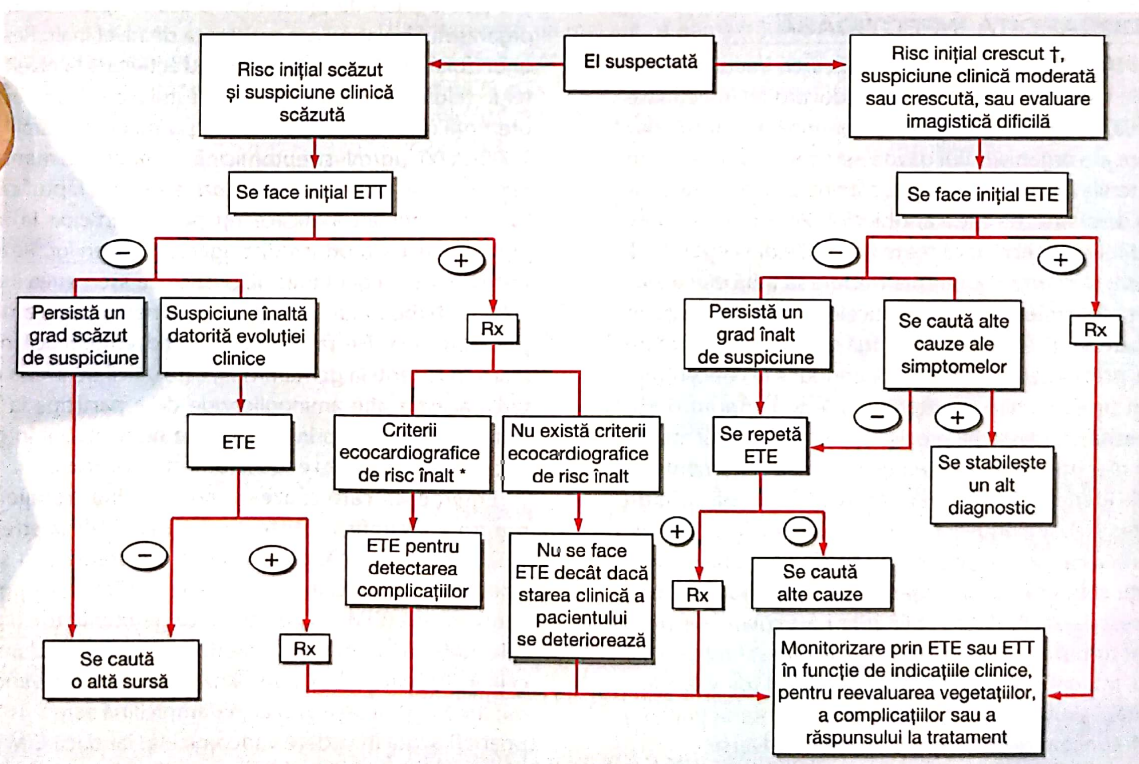 EI suspectată
Risc inițial scăzut
și suspiciune clinică
scăzută
Risc inițial crescut †,
suspiciune clinică moderată
sau crescută, sau evaluare
imagistică dificilă
Se face inițial ETT
Se face inițial ETE
−
+
−
+
Persistă un
grad scăzut
de suspiciune
Suspiciune înaltă
datorită evoluției
clinice
Rx
Persistă un
grad înalt
de suspiciune
Se caută alte
cauze ale
simptomelor
Rx
ETE
Criterii
ecocardiografice
de risc înalt *
Nu există criterii
ecocardiografice
de risc înalt
Se repetă
ETE
−
+
Se stabilește
un alt
diagnostic
−
+
ETE pentru
detectarea
complicațiilor
Nu se face
ETE decât dacă
starea clinică a
pacientului
se deteriorează
+
−
Rx
Se caută
alte cauze
Se caută
o altă sursă
Rx
Monitorizare prin ETE sau ETT
în funcție de indicațiile clinice,
pentru reevaluarea vegetațiilor,
a complicațiilor sau a
răspunsului la tratament